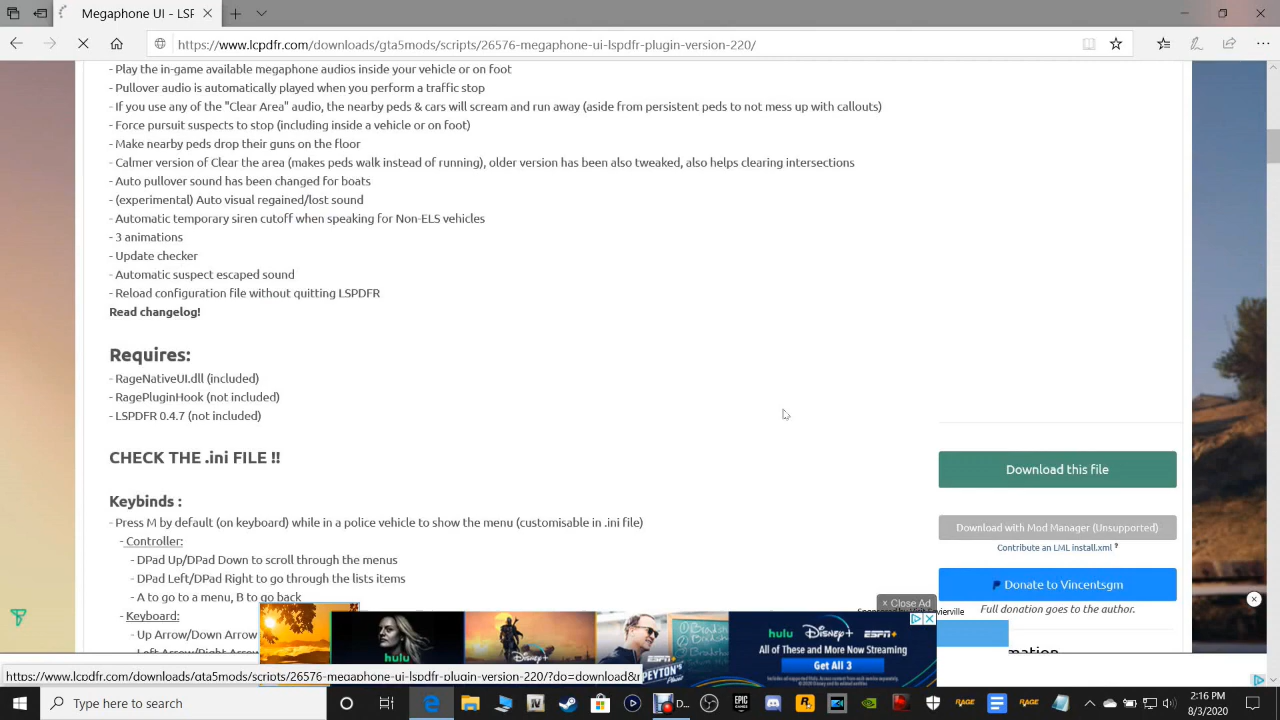 https://www.lcpdfr.com/downloads/gta5mods/scripts/26576-megaphone-ui-lspdfr-plugin-version-220/
- Play the in-game available megaphone audios inside your vehicle or on foot
- Pullover audio is automatically played when you perform a traffic stop
- If you use any of the "Clear Area" audio, the nearby peds & cars will scream and run away (aside from persistent peds to not mess up with callouts)
- Force pursuit suspects to stop (including inside a vehicle or on foot)
- Make nearby peds drop their guns on the floor
- Calmer version of Clear the area (makes peds walk instead of running), older version has been also tweaked, also helps clearing intersections
- Auto pullover sound has been changed for boats
- (experimental) Auto visual regained/lost sound
- Automatic temporary siren cutoff when speaking for Non-ELS vehicles
- 3 animations
- Update checker
- Automatic suspect escaped sound
- Reload configuration file without quitting LSPDFR
Read changelog!
Requires:
- RageNativeUI.dll (included)
- RagePluginHook (not included)
- LSPDFR 0.4.7 (not included)
CHECK THE .ini FILE !!
Keybinds :
- Press M by default (on keyboard) while in a police vehicle to show the menu (customisable in .ini file)
- Controller:
- DPad Up/DPad Down to scroll through the menus
- DPad Left/DPad Right to go through the lists items
- A to go to a menu, B to go back
- Keyboard:
- Up Arrow/Down Arrow
- Left Arrow/Right Arrow
Download this file
Download with Mod Manager (Unsupported)
Contribute an LML install.xml ?
Donate to Vincentsgm
Full donation goes to the author.
× Close Ad
hulu
Disney+
hulu Disney+ ESPN+
All of These and More Now Streaming
Get All 3
https://www.lcpdfr.com/downloads/gta5mods/scripts/26576-megaphone-ui-lspdfr-plugin-version-220/?do=download&r
Type here to search
D...
RAGE
RAGE
2:16 PM
8/3/2020